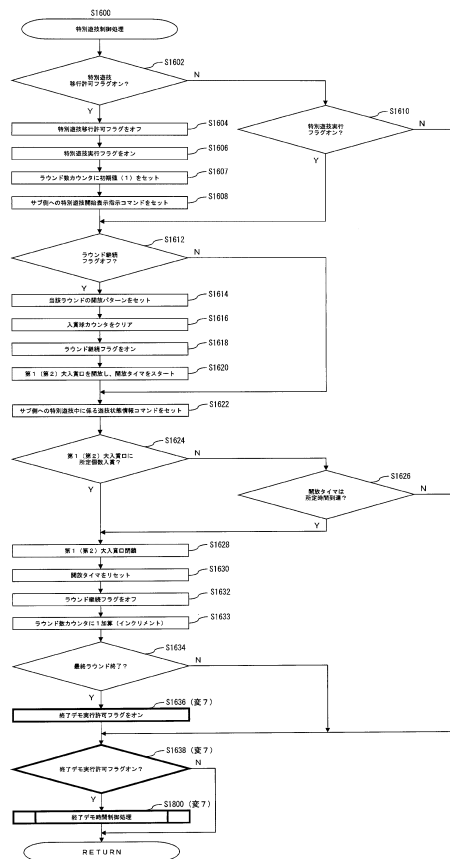 S1600
特別遊技制御処理
S1602
特別遊技
移行許可フラグオン?
N
Y
S1610
特別遊技実行
フラグオン?
N
Y
S1604
特別遊技移行許可フラグをオフ
S1606
特別遊技実行フラグをオン
S1607
ラウンド数カウンタに初期値(1)をセット
S1608
サブ側への特別遊技開始表示指示コマンドをセット
S1612
ラウンド継続
フラグオフ?
N
Y
S1614
当該ラウンドの開放パターンをセット
S1616
入賞球カウンタをクリア
S1618
ラウンド継続フラグをオン
S1620
第1(第2)大入賞口を開放し、開放タイマをスタート
S1622
サブ側への特別遊技中に係る遊技状態情報コマンドをセット
S1624
第1(第2)大入賞口に
所定個数入賞?
N
Y
S1626
開放タイマは
所定時間到達?
N
Y
S1628
第1(第2)大入賞口閉鎖
S1630
開放タイマをリセット
S1632
ラウンド継続フラグをオフ
S1633
ラウンド数カウンタに1加算(インクリメント)
S1634
最終ラウンド終了?
N
Y
S1636(変7)
終了デモ実行許可フラグをオン
S1638(変7)
終了デモ実行許可フラグオン?
N
Y
S1800(変7)
終了デモ時間制御処理
RETURN